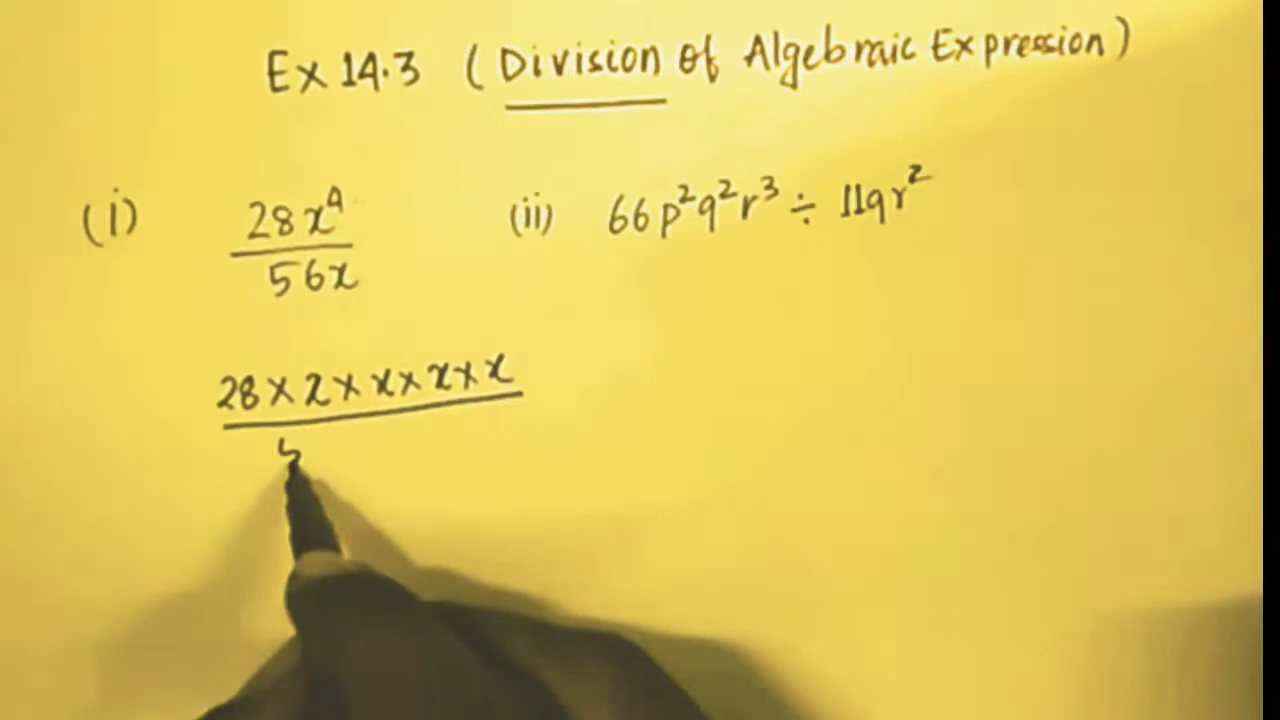 Ex 14.3 (Division of Algebraic Expression)
(i) 28x⁴ (ii) 66p²q²r³ ÷ 11qr²
56x
28 × x × x × x × x
5